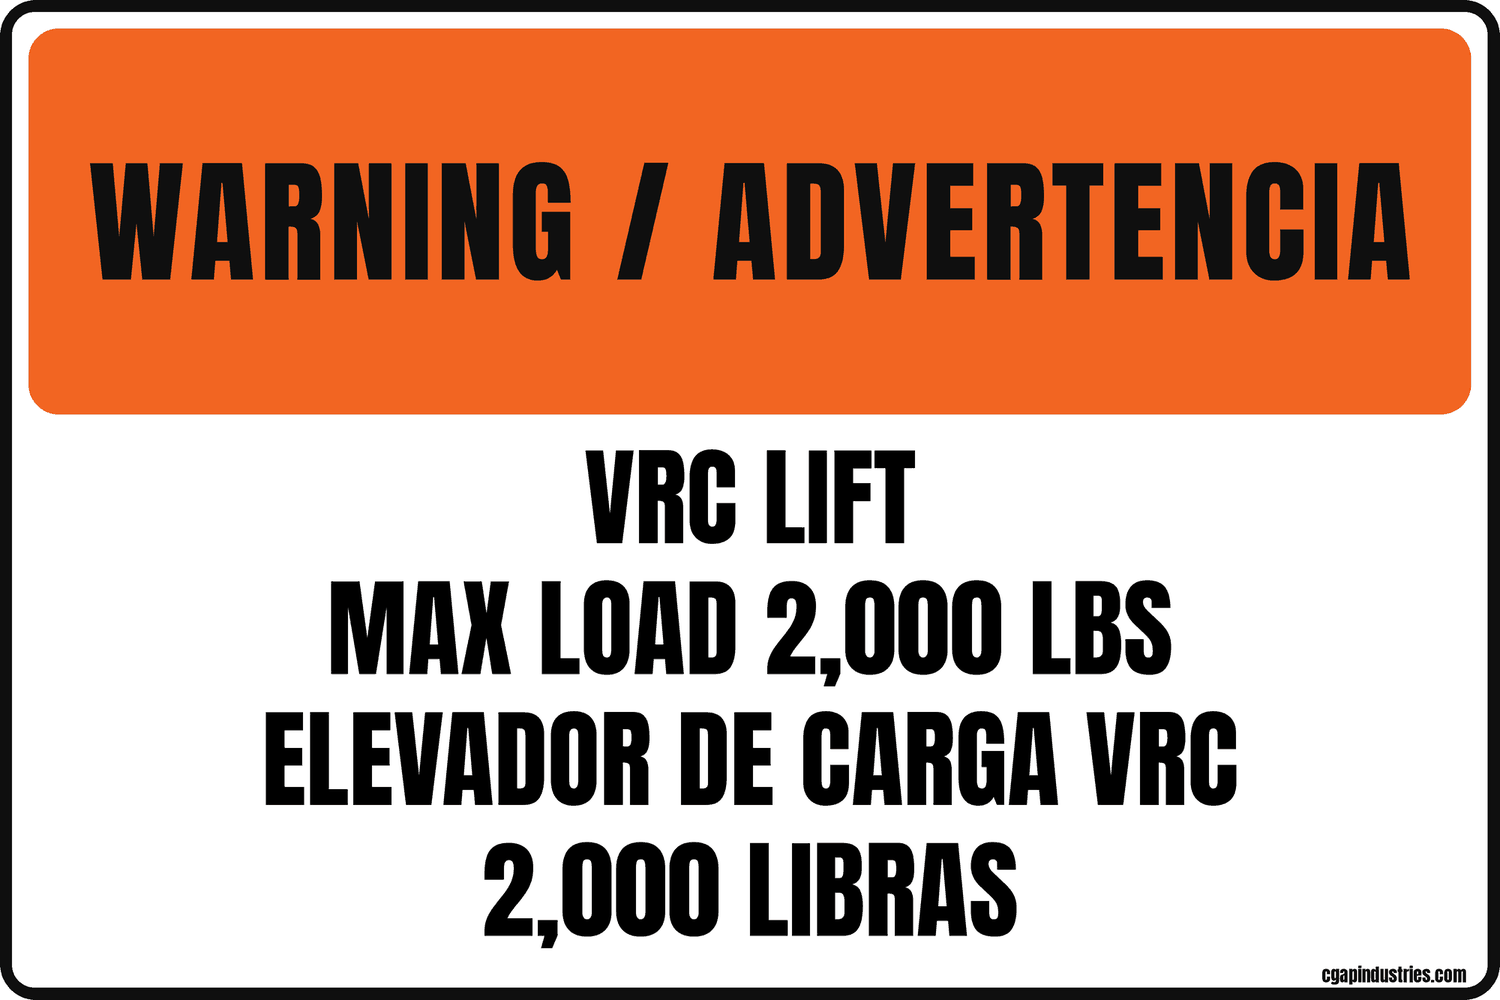 WARNING / ADVERTENCIA
VRC LIFT
MAX LOAD 2,000 LBS
ELEVADOR DE CARGA VRC
2,000 LIBRAS
cgapindustries.com